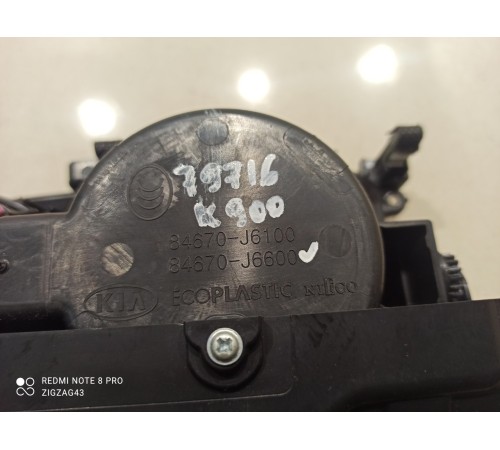 79716
K900
84670-J6100
84670-J6600
KIA ECOPLASTIC
REDMI NOTE 8 PRO
ZIGZAG43